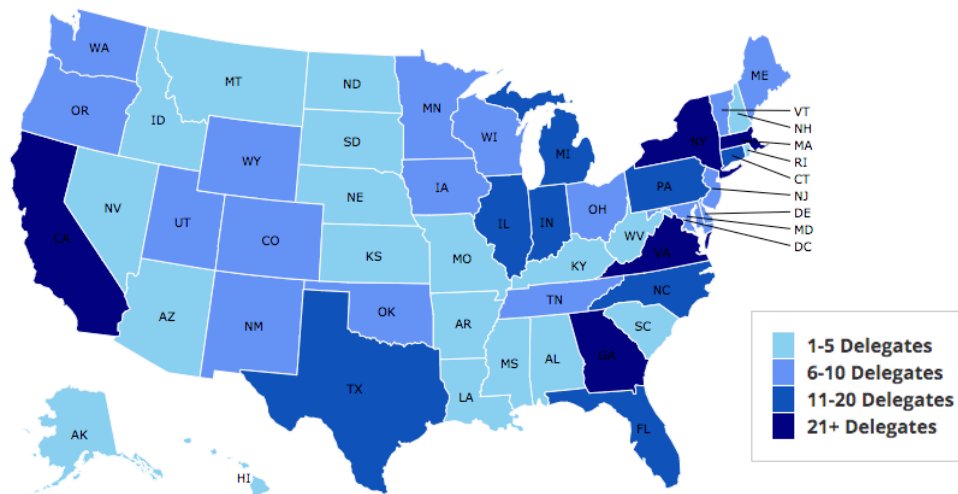 WA
MT
ND
MN
ME
OR
ID
SD
WI
MI
NY
VT
NH
MA
RI
CT
NJ
DE
MD
DC
WY
NE
IA
PA
NV
UT
CO
IL
IN
OH
WV
CA
KS
MO
KY
VA
AZ
NM
OK
TN
NC
AR
SC
MS
AL
GA
TX
LA
FL
AK
HI
1-5 Delegates
6-10 Delegates
11-20 Delegates
21+ Delegates